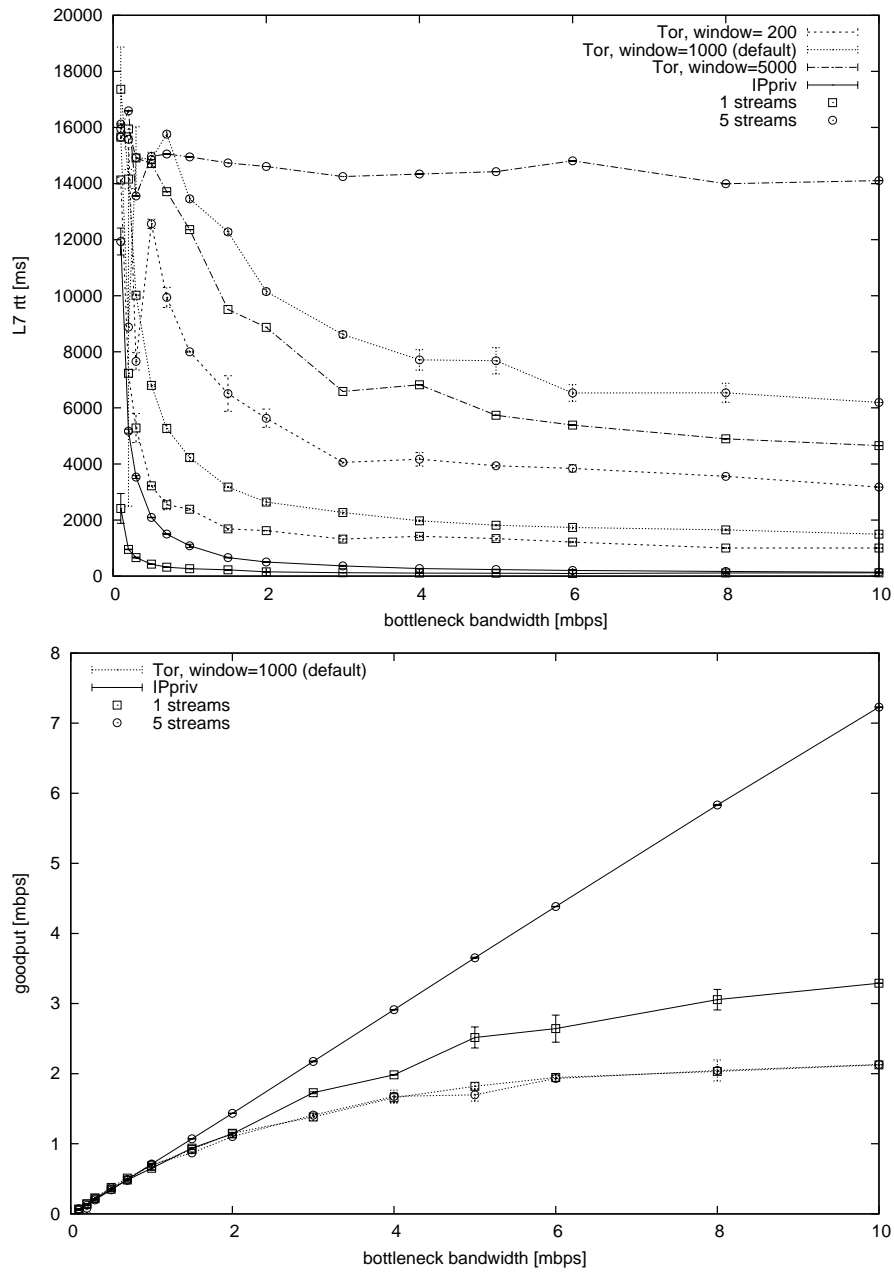 20000
18000
16000
14000
12000
10000
8000
6000
4000
2000
0
L7 rtt [ms]
Tor, window= 200
Tor, window=1000 (default)
Tor, window=5000
IPpriv
1 streams
5 streams
0 2 4 6 8 10
bottleneck bandwidth [mbps]
8
7
6
5
4
3
2
1
0
goodput [mbps]
Tor, window=1000 (default)
IPpriv
1 streams
5 streams
0 2 4 6 8 10
bottleneck bandwidth [mbps]